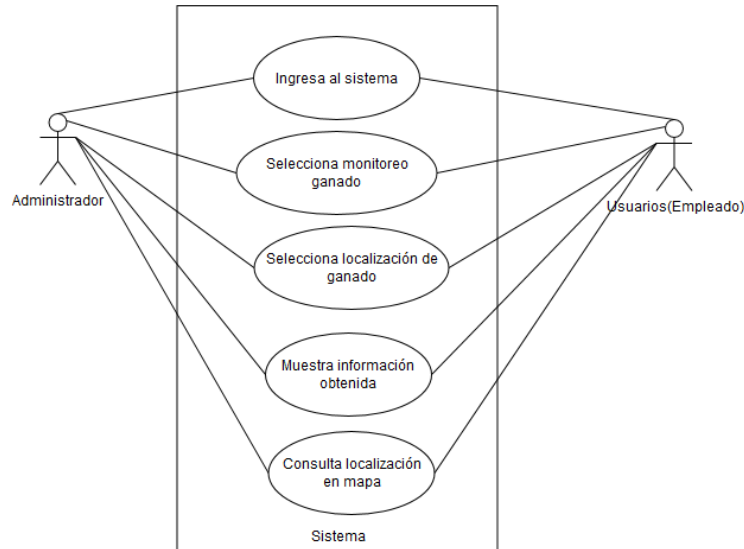 Ingresa al sistema
Selecciona monitoreo
ganado
Administrador
Usuarios(Empleado)
Selecciona localización de
ganado
Muestra información
obtenida
Consulta localización
en mapa
Sistema